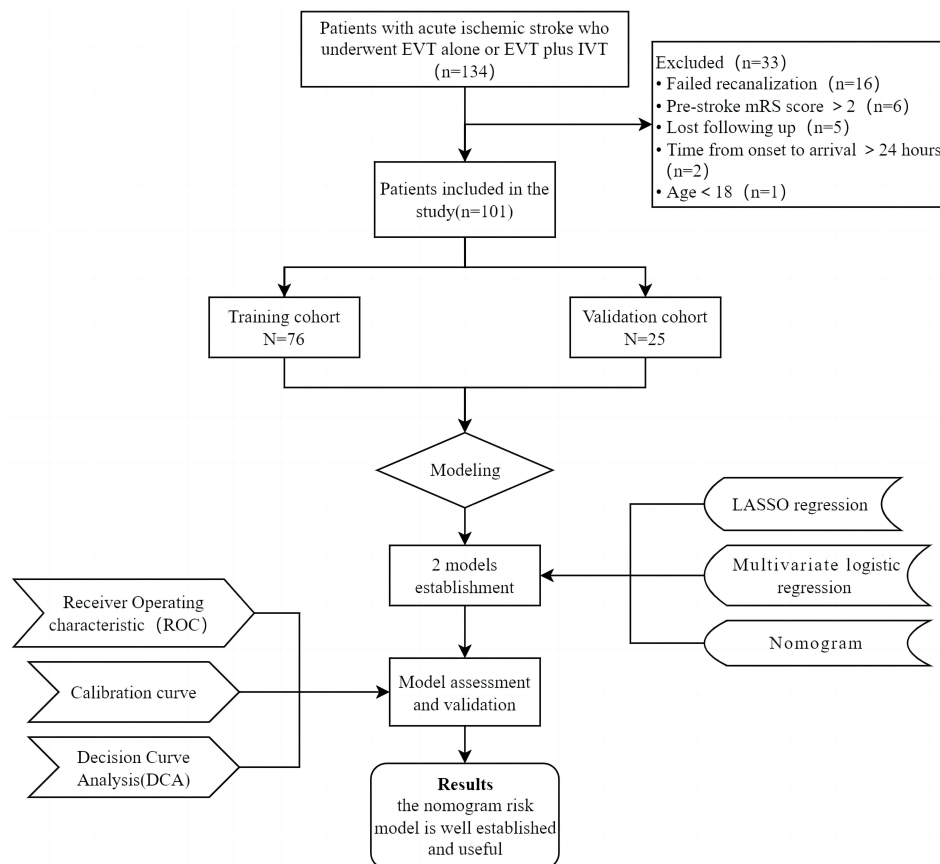 Patients with acute ischemic stroke who
underwent EVT alone or EVT plus IVT
(n=134)
Excluded (n=33)
• Failed recanalization (n=16)
• Pre-stroke mRS score > 2 (n=6)
• Lost following up (n=5)
• Time from onset to arrival > 24 hours
(n=2)
• Age < 18 (n=1)
Patients included in the
study(n=101)
Training cohort
N=76
Validation cohort
N=25
Modeling
LASSO regression
2 models
establishment
Multivariate logistic
regression
Nomogram
Receiver Operating
characteristic (ROC)
Calibration curve
Decision Curve
Analysis(DCA)
Model assessment
and validation
Results
the nomogram risk
model is well established
and useful